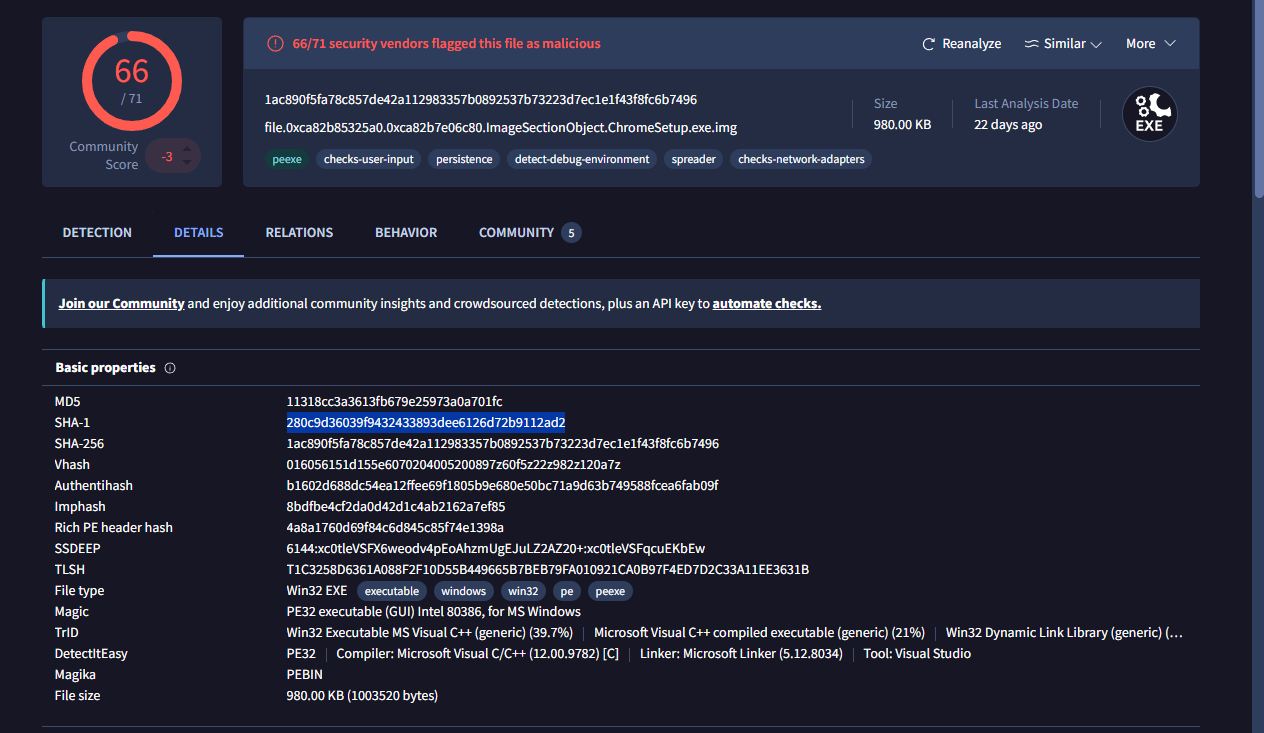 66
/ 71
Community Score
-3
66/71 security vendors flagged this file as malicious
Reanalyze
Similar
More
1ac890f5fa78c857de42a112983357b0892537b73223d7ec1e1f43f8fc6b7496
file.0xca82b85325a0.0xca82b7e06c80.ImageSectionObject.ChromeSetup.exe.img
Size
980.00 KB
Last Analysis Date
22 days ago
EXE
peexe checks-user-input persistence detect-debug-environment spreader checks-network-adapters
DETECTION DETAILS RELATIONS BEHAVIOR COMMUNITY 5
Join our Community and enjoy additional community insights and crowdsourced detections, plus an API key to automate checks.
Basic properties
MD5 11318cc3a3613fb679e25973a0a701fc
SHA-1 280c9d36039f9432433893dee6126d72b9112ad2
SHA-256 1ac890f5fa78c857de42a112983357b0892537b73223d7ec1e1f43f8fc6b7496
Vhash 016056151d155e6070204005200897z60f5z22z982z120a7z
Authentihash b1602d688dc54ea12ffee69f1805b9e680e50bc71a9d63b749588fcea6fab09f
Imphash 8bdfbe4cf2da0d42d1c4ab2162a7ef85
Rich PE header hash 4a8a1760d69f84c6d845c85f74e1398a
SSDEEP 6144:xc0tleVSFX6weodv4pEoAhzmUgEJuLZ2AZ20+:xc0tleVSFqcuEKbEw
TLSH T1C3258D6361A088F2F10D55B449665B7BEB79FA010921CA0B97F4ED7D2C33A11EE3631B
File type Win32 EXE executable windows win32 pe peexe
Magic PE32 executable (GUI) Intel 80386, for MS Windows
TrID Win32 Executable MS Visual C++ (generic) (39.7%) | Microsoft Visual C++ compiled executable (generic) (21%) | Win32 Dynamic Link Library (generic) (…
DetectItEasy PE32 | Compiler: Microsoft Visual C/C++ (12.00.9782) [C] | Linker: Microsoft Linker (5.12.8034) | Tool: Visual Studio
Magika PEBIN
File size 980.00 KB (1003520 bytes)